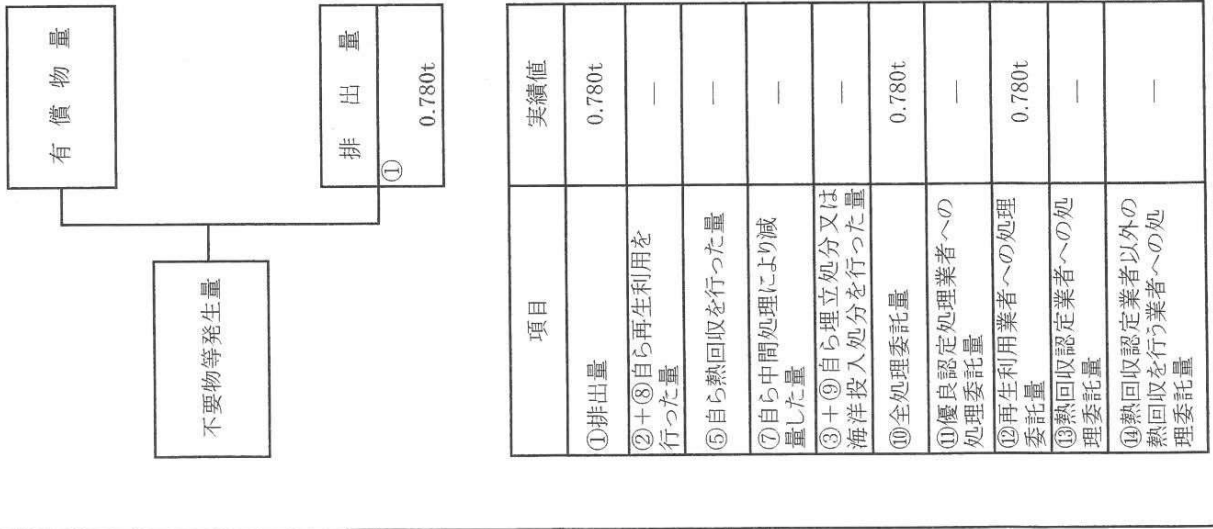 有償物量
不要物等発生量
排出量
①
0.780t
項目
実績値
①排出量
0.780t
②+⑧自ら再生利用を
行った量
―
⑤自ら熱回収を行った量
―
⑦自ら中間処理により減
量した量
―
③+⑨自ら埋立処分又は
海洋投入処分を行った量
―
⑩全処理委託量
0.780t
⑪優良認定処理業者への
処理委託量
―
⑫再生利用業者への処理
委託量
0.780t
⑬熱回収認定業者への処
理委託量
―
⑭熱回収認定業者以外の
熱回収を行う業者への処
理委託量
―